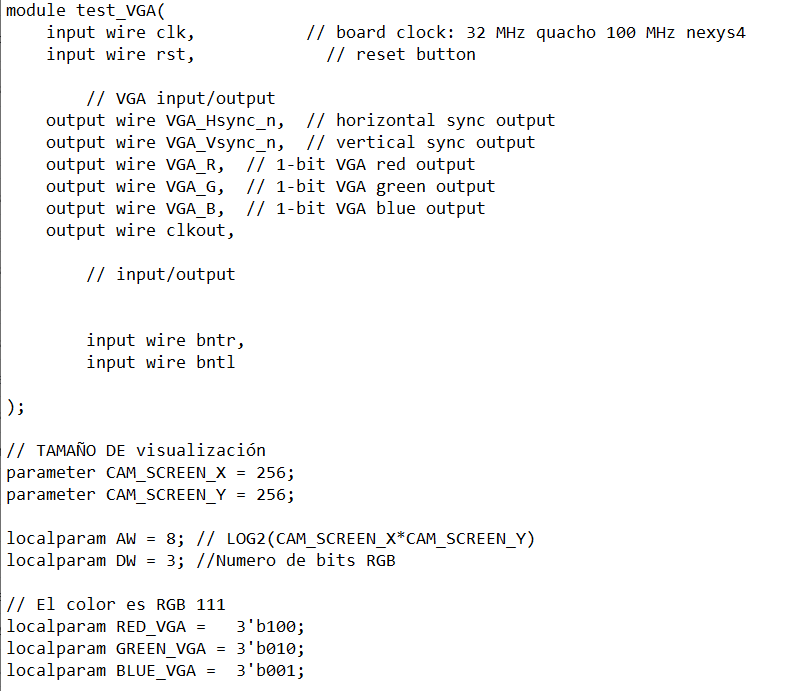 module test_VGA(
    input wire clk,           // board clock: 32 MHz quacho 100 MHz nexys4
    input wire rst,             // reset button
        // VGA input/output
    output wire VGA_Hsync_n,  // horizontal sync output
    output wire VGA_Vsync_n,  // vertical sync output
    output wire VGA_R,  // 1-bit VGA red output
    output wire VGA_G,  // 1-bit VGA green output
    output wire VGA_B,  // 1-bit VGA blue output
    output wire clkout,
        // input/output
        input wire bntr,
        input wire bntl
);
// TAMAÑO DE visualización
parameter CAM_SCREEN_X = 256;
parameter CAM_SCREEN_Y = 256;
localparam AW = 8; // LOG2(CAM_SCREEN_X*CAM_SCREEN_Y)
localparam DW = 3; //Numero de bits RGB
// El color es RGB 111
localparam RED_VGA =   3'b100;
localparam GREEN_VGA = 3'b010;
localparam BLUE_VGA =  3'b001;